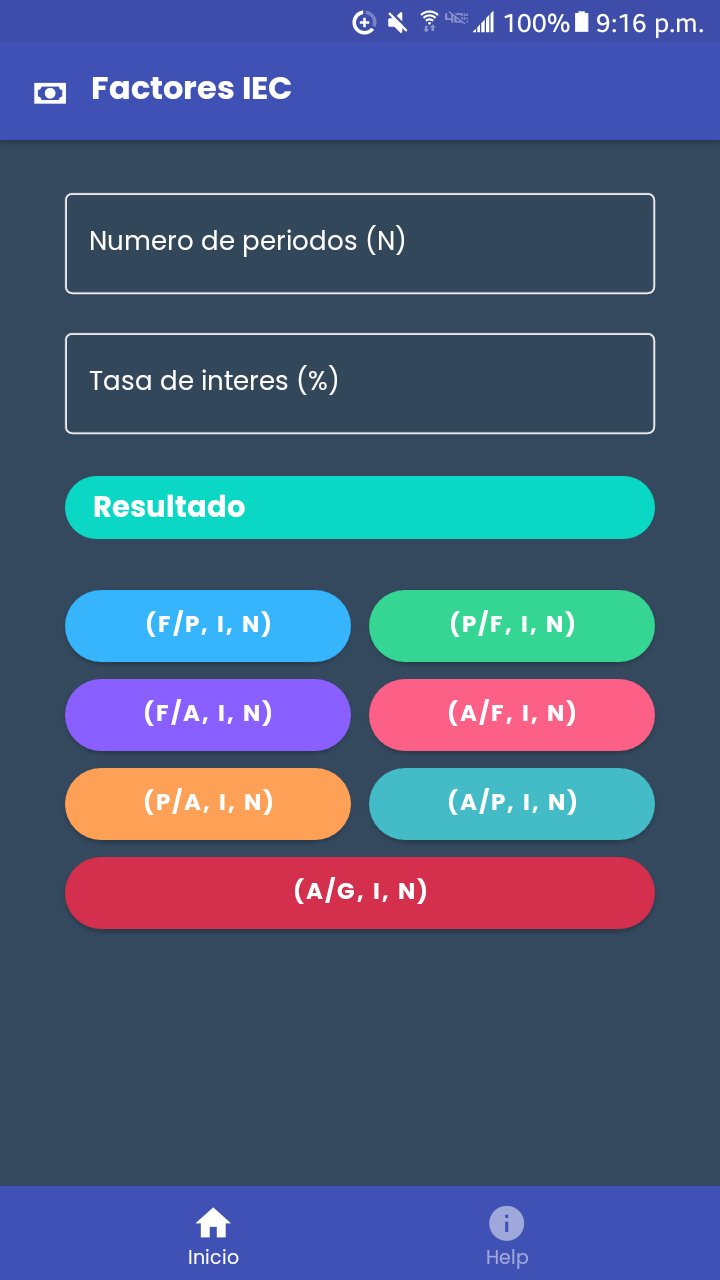 100% 9:16 p.m.
Factores IEC
Numero de periodos (N)
Tasa de interes (%)
Resultado
(F/P, I, N) (P/F, I, N)
(F/A, I, N) (A/F, I, N)
(P/A, I, N) (A/P, I, N)
(A/G, I, N)
Inicio Help